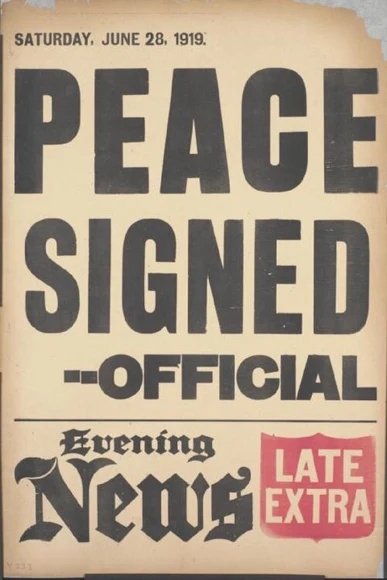 SATURDAY, JUNE 28, 1919.
PEACE
SIGNED
--OFFICIAL
Evening
News
LATE
EXTRA